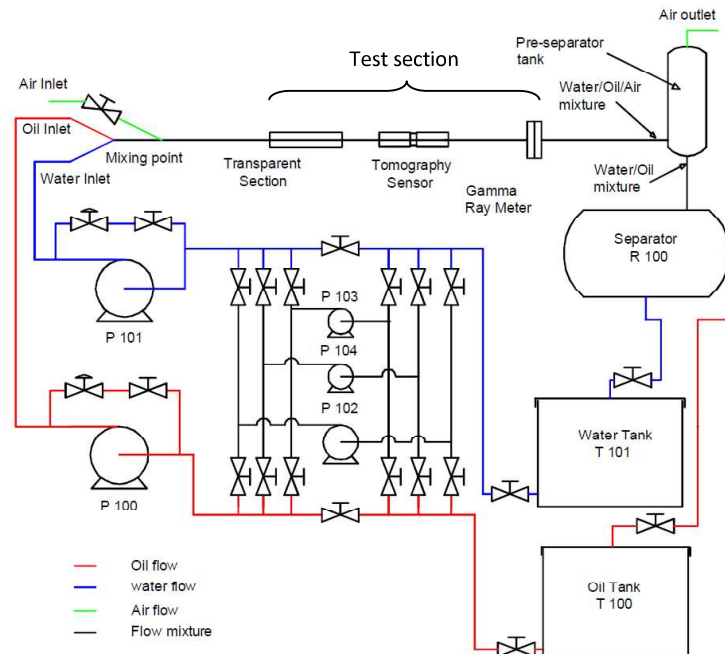 Air outlet
Pre-separator
tank
Test section
Water/Oil/Air
mixture
Air Inlet
Oil Inlet
Mixing point
Water Inlet
Transparent
Section
Tomography
Sensor
Gamma
Ray Meter
Water/Oil
mixture
Separator
R 100
P 101
P 103
P 104
P 102
P 100
Water Tank
T 101
Oil Tank
T 100
Oil flow
water flow
Air flow
Flow mixture